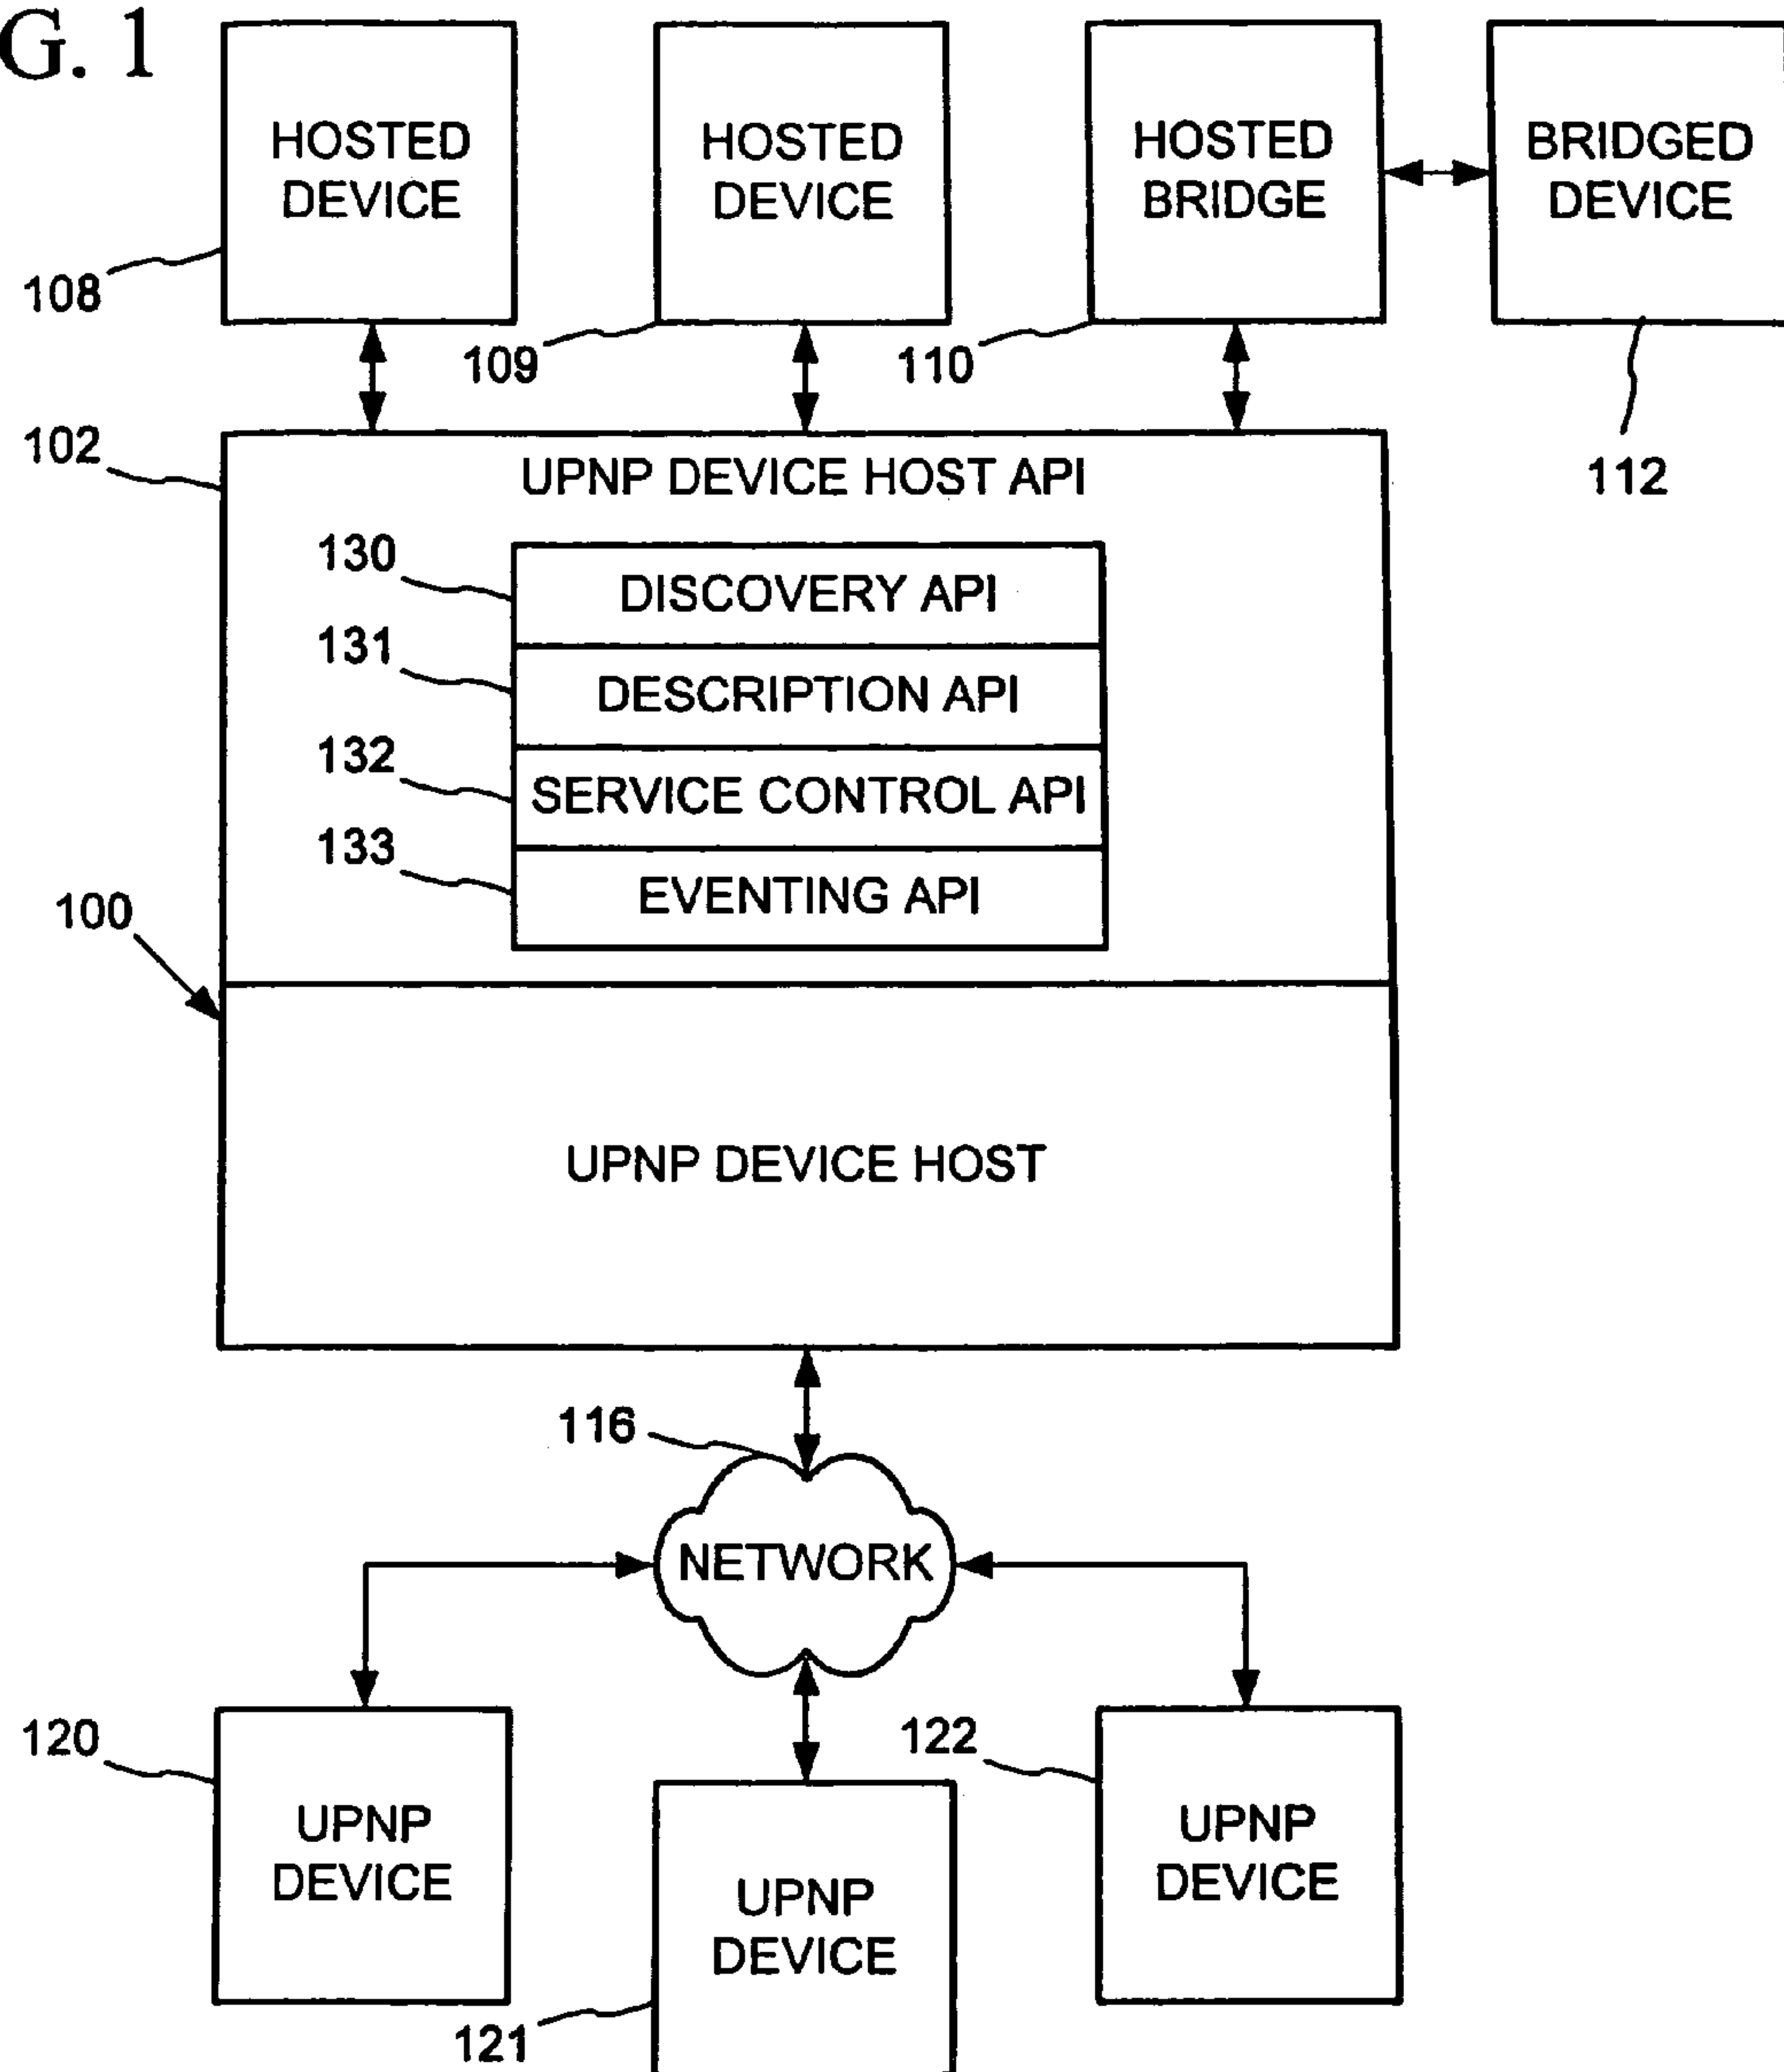 G. 1
HOSTED
DEVICE
HOSTED
DEVICE
HOSTED
BRIDGE
BRIDGED
DEVICE
108
109
110
112
102
UPNP DEVICE HOST API
130
DISCOVERY API
131
DESCRIPTION API
132
SERVICE CONTROL API
133
EVENTING API
100
UPNP DEVICE HOST
116
NETWORK
120
UPNP
DEVICE
121
UPNP
DEVICE
122
UPNP
DEVICE